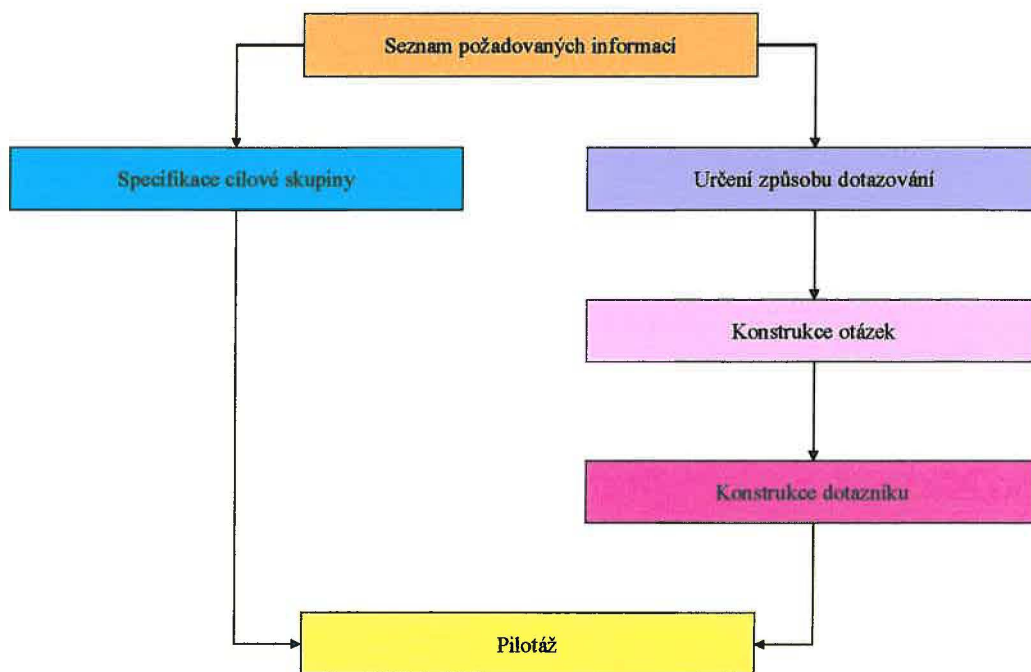 Seznam požadovaných informací
Specifikace cílové skupiny
Určení způsobu dotazování
Konstrukce otázek
Konstrukce dotazníku
Pilotáž